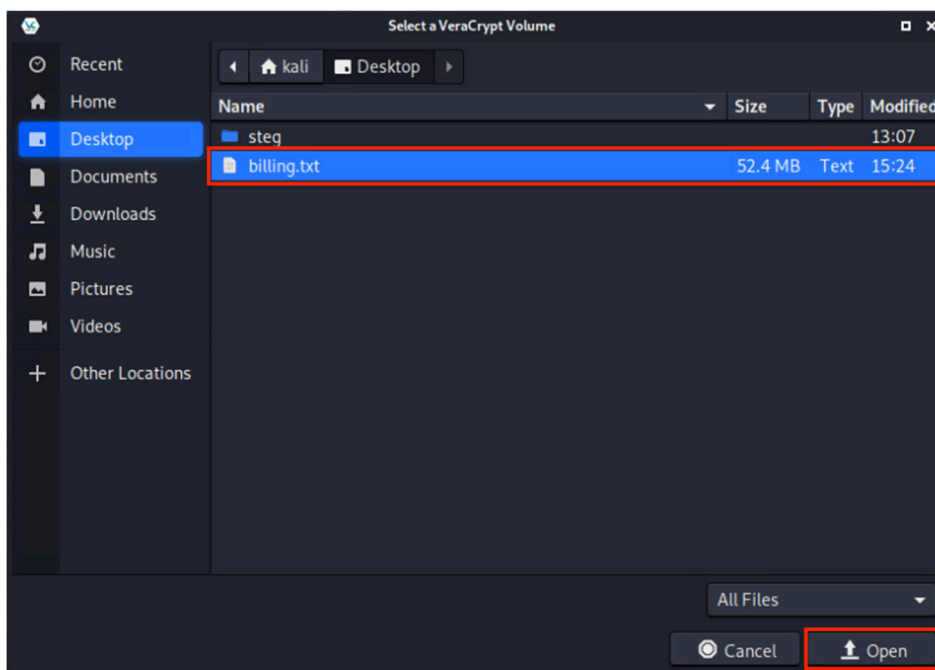 Select a VeraCrypt Volume
Recent
Home
Desktop
Documents
Downloads
Music
Pictures
Videos
Other Locations
kali Desktop
Name Size Type Modified
steg 13:07
billing.txt 52.4 MB Text 15:24
All Files
Cancel Open